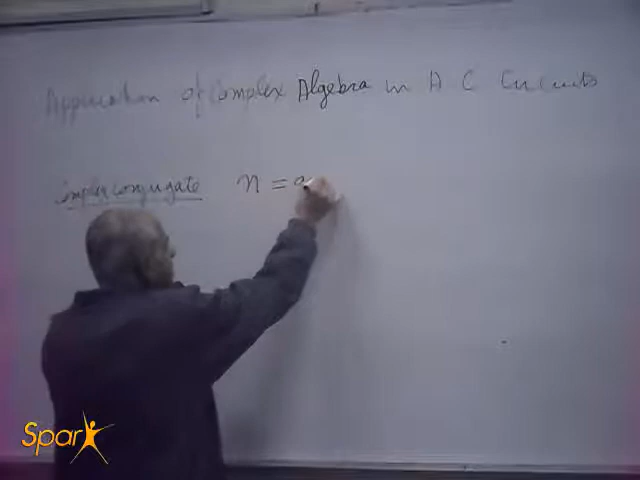 Application of Complex Algebra in A C Circuits
Complex conjugate n = a
Spark